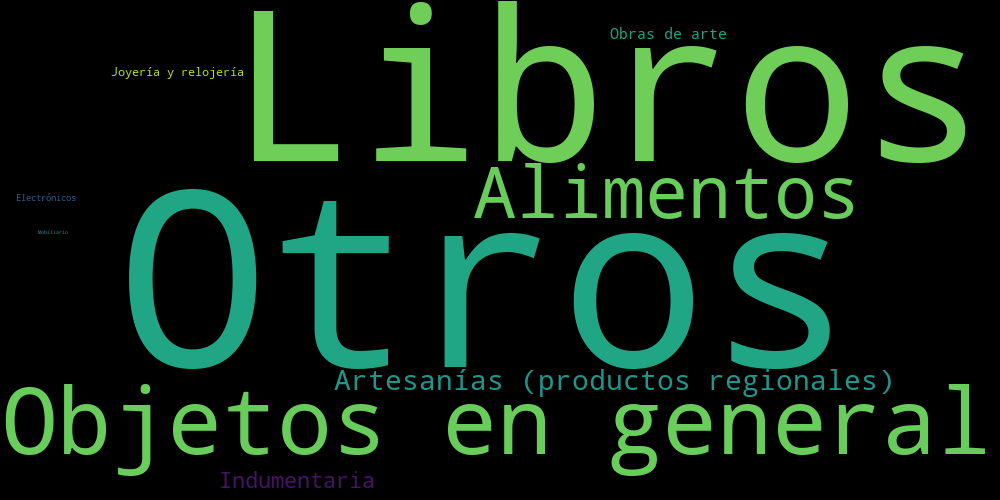 Libros
Obras de arte
Joyería y relojería
Alimentos
Electrónicos
Mobiliario
Otros
Artesanías (productos regionales)
Objetos en general
Indumentaria